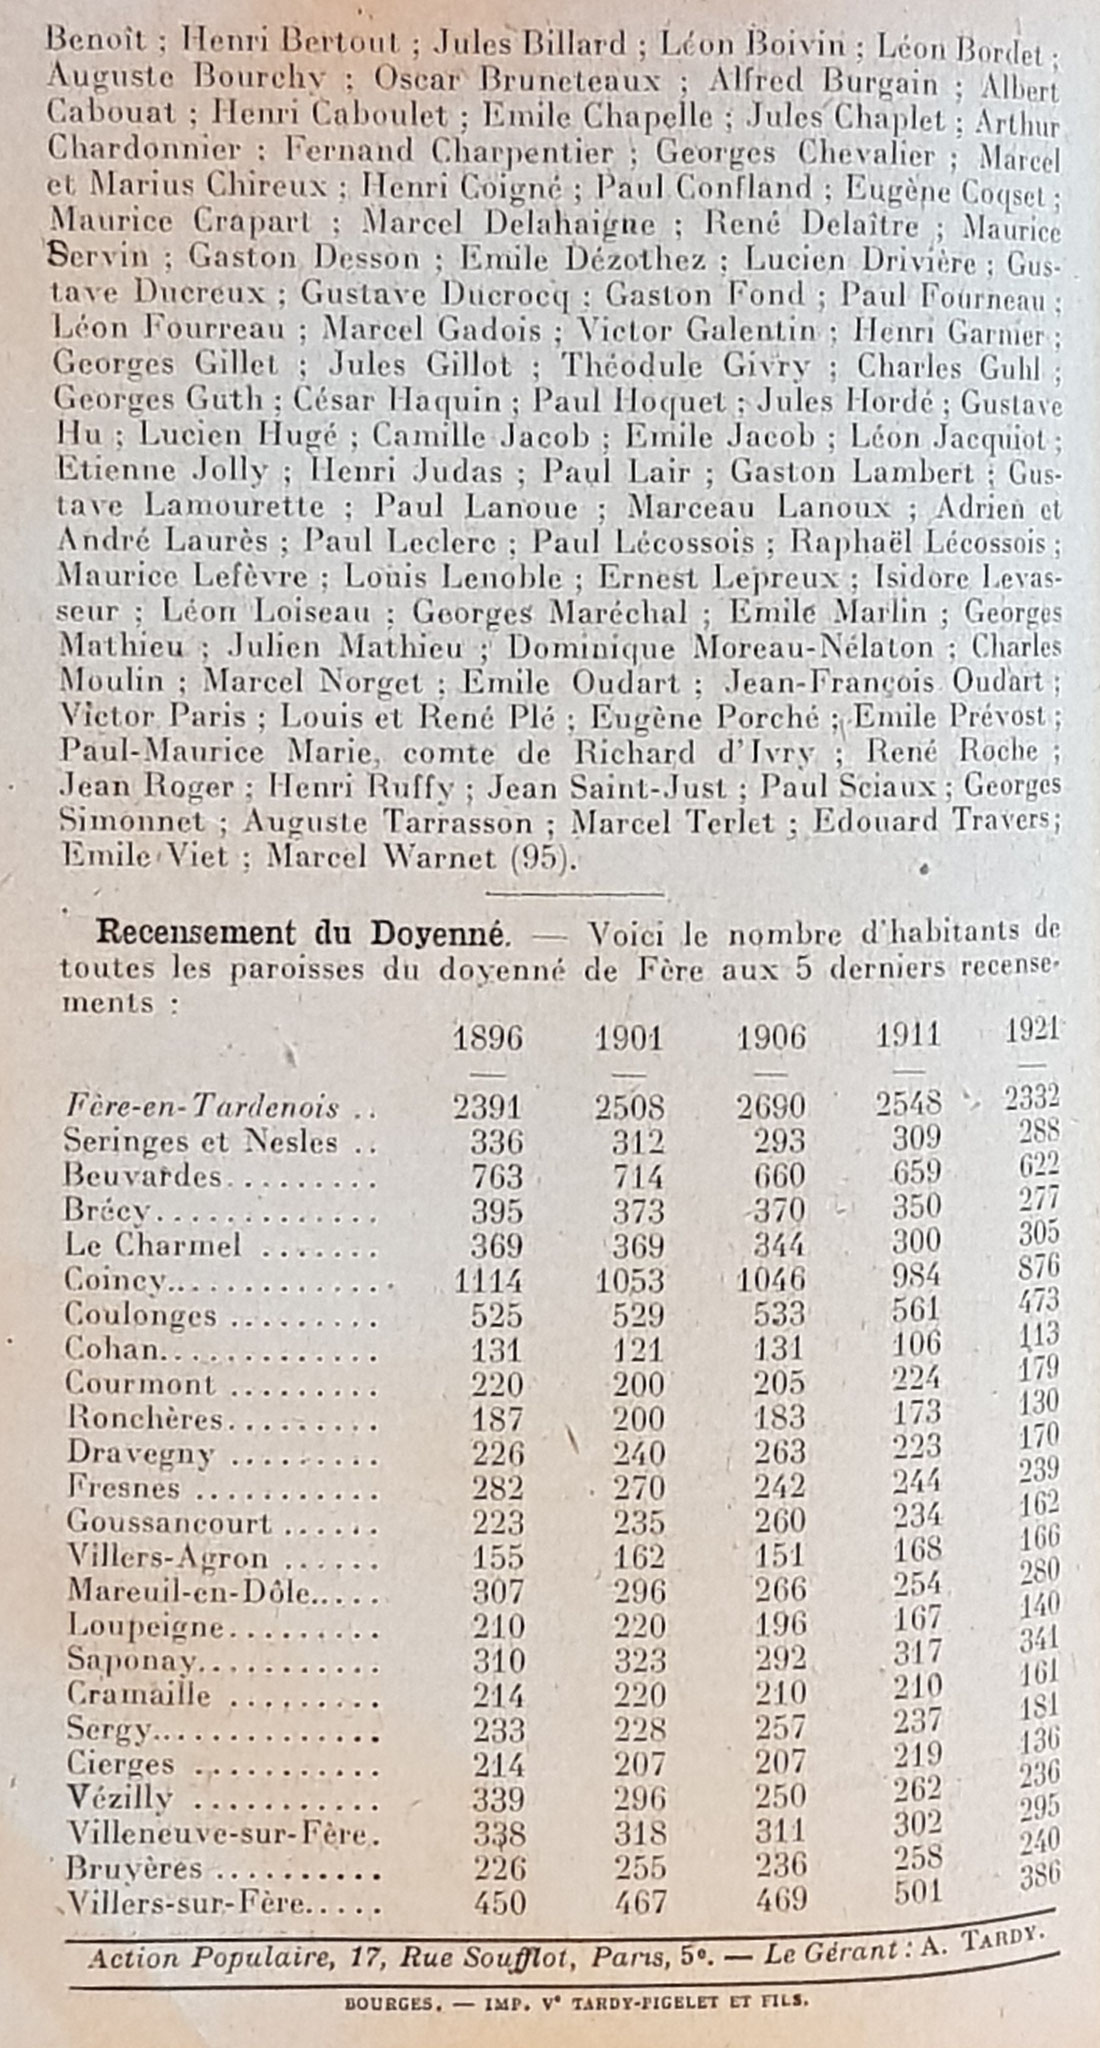 Benoît ; Henri Bertout ; Jules Billard ; Léon Boivin ; Léon Bordet ;
Auguste Bourchy ; Oscar Bruneteaux ; Alfred Burgain ; Albert
Cabouat ; Henri Caboulet ; Emile Chapelle ; Jules Chaplet ; Arthur
Chardonnier ; Fernand Charpentier ; Georges Chevalier ; Marcel
et Marius Chireux ; Henri Coigné ; Paul Confland ; Eugène Coqset ;
Maurice Crapart ; Marcel Delahaigne ; René Delaître ; Maurice
Servin ; Gaston Desson ; Emile Dézothez ; Lucien Drivière ; Gus-
tave Ducreux ; Gustave Ducrocq ; Gaston Fond ; Paul Fourneau ;
Léon Fourreau ; Marcel Gadois ; Victor Galentin ; Henri Garnier ;
Georges Gillet ; Jules Gillot ; Théodule Givry ; Charles Guhl ;
Georges Guth ; César Haquin ; Paul Hoquet ; Jules Hordé ; Gustave
Hu ; Lucien Hugé ; Camille Jacob ; Emile Jacob ; Léon Jacquiot ;
Etienne Jolly ; Henri Judas ; Paul Lair ; Gaston Lambert ; Gus-
tave Lamourette ; Paul Lanoue ; Marceau Lanoux ; Adrien et
André Laurès ; Paul Leclerc ; Paul Lécossois ; Raphaël Lécossois ;
Maurice Lefèvre ; Louis Lenoble ; Ernest Lepreux ; Isidore Levas-
seur ; Léon Loiseau ; Georges Maréchal ; Emile Marlin ; Georges
Mathieu ; Julien Mathieu ; Dominique Moreau-Nélaton ; Charles
Moulin ; Marcel Norget ; Emile Oudart ; Jean-François Oudart ;
Victor Paris ; Louis et René Plé ; Eugène Porché ; Emile Prévost ;
Paul-Maurice Marie, comte de Richard d'Ivry ; René Roche ;
Jean Roger ; Henri Ruffy ; Jean Saint-Just ; Paul Sciaux ; Georges
Simonnet ; Auguste Tarrasson ; Marcel Terlet ; Edouard Travers ;
Emile Viet ; Marcel Warnet (95).
Recensement du Doyenné. — Voici le nombre d'habitants de
toutes les paroisses du doyenné de Fère aux 5 derniers recense-
ments :
1896 1901 1906 1911 1921
Fère-en-Tardenois .. 2391 2508 2690 2548 2332
Seringes et Nesles .. 336 312 293 309 288
Beuvardes......... 763 714 660 659 622
Brécy............. 395 373 370 350 277
Le Charmel ....... 369 369 344 300 305
Coincy............. 1114 1053 1046 984 876
Coulonges ......... 525 529 533 561 473
Cohan............. 131 121 131 106 113
Courmont ......... 220 200 205 224 179
Ronchères......... 187 200 183 173 130
Dravegny ......... 226 240 263 223 170
Fresnes ........... 282 270 242 244 239
Goussancourt ...... 223 235 260 234 162
Villers-Agron ...... 155 162 151 168 166
Mareuil-en-Dôle..... 307 296 266 254 280
Loupeigne......... 210 220 196 167 140
Saponay........... 310 323 292 317 341
Cramaille ......... 214 220 210 210 161
Sergy.............. 233 228 257 237 181
Cierges ........... 214 207 207 219 136
Vézilly ........... 339 296 250 262 236
Villeneuve-sur-Fère. 338 318 311 302 295
Bruyères .......... 226 255 236 258 240
Villers-sur-Fère..... 450 467 469 501 386
Action Populaire, 17, Rue Soufflot, Paris, 5e. — Le Gérant : A. TARDY.
BOURGES. — IMP. Ve TARDY-PIGELET ET FILS.